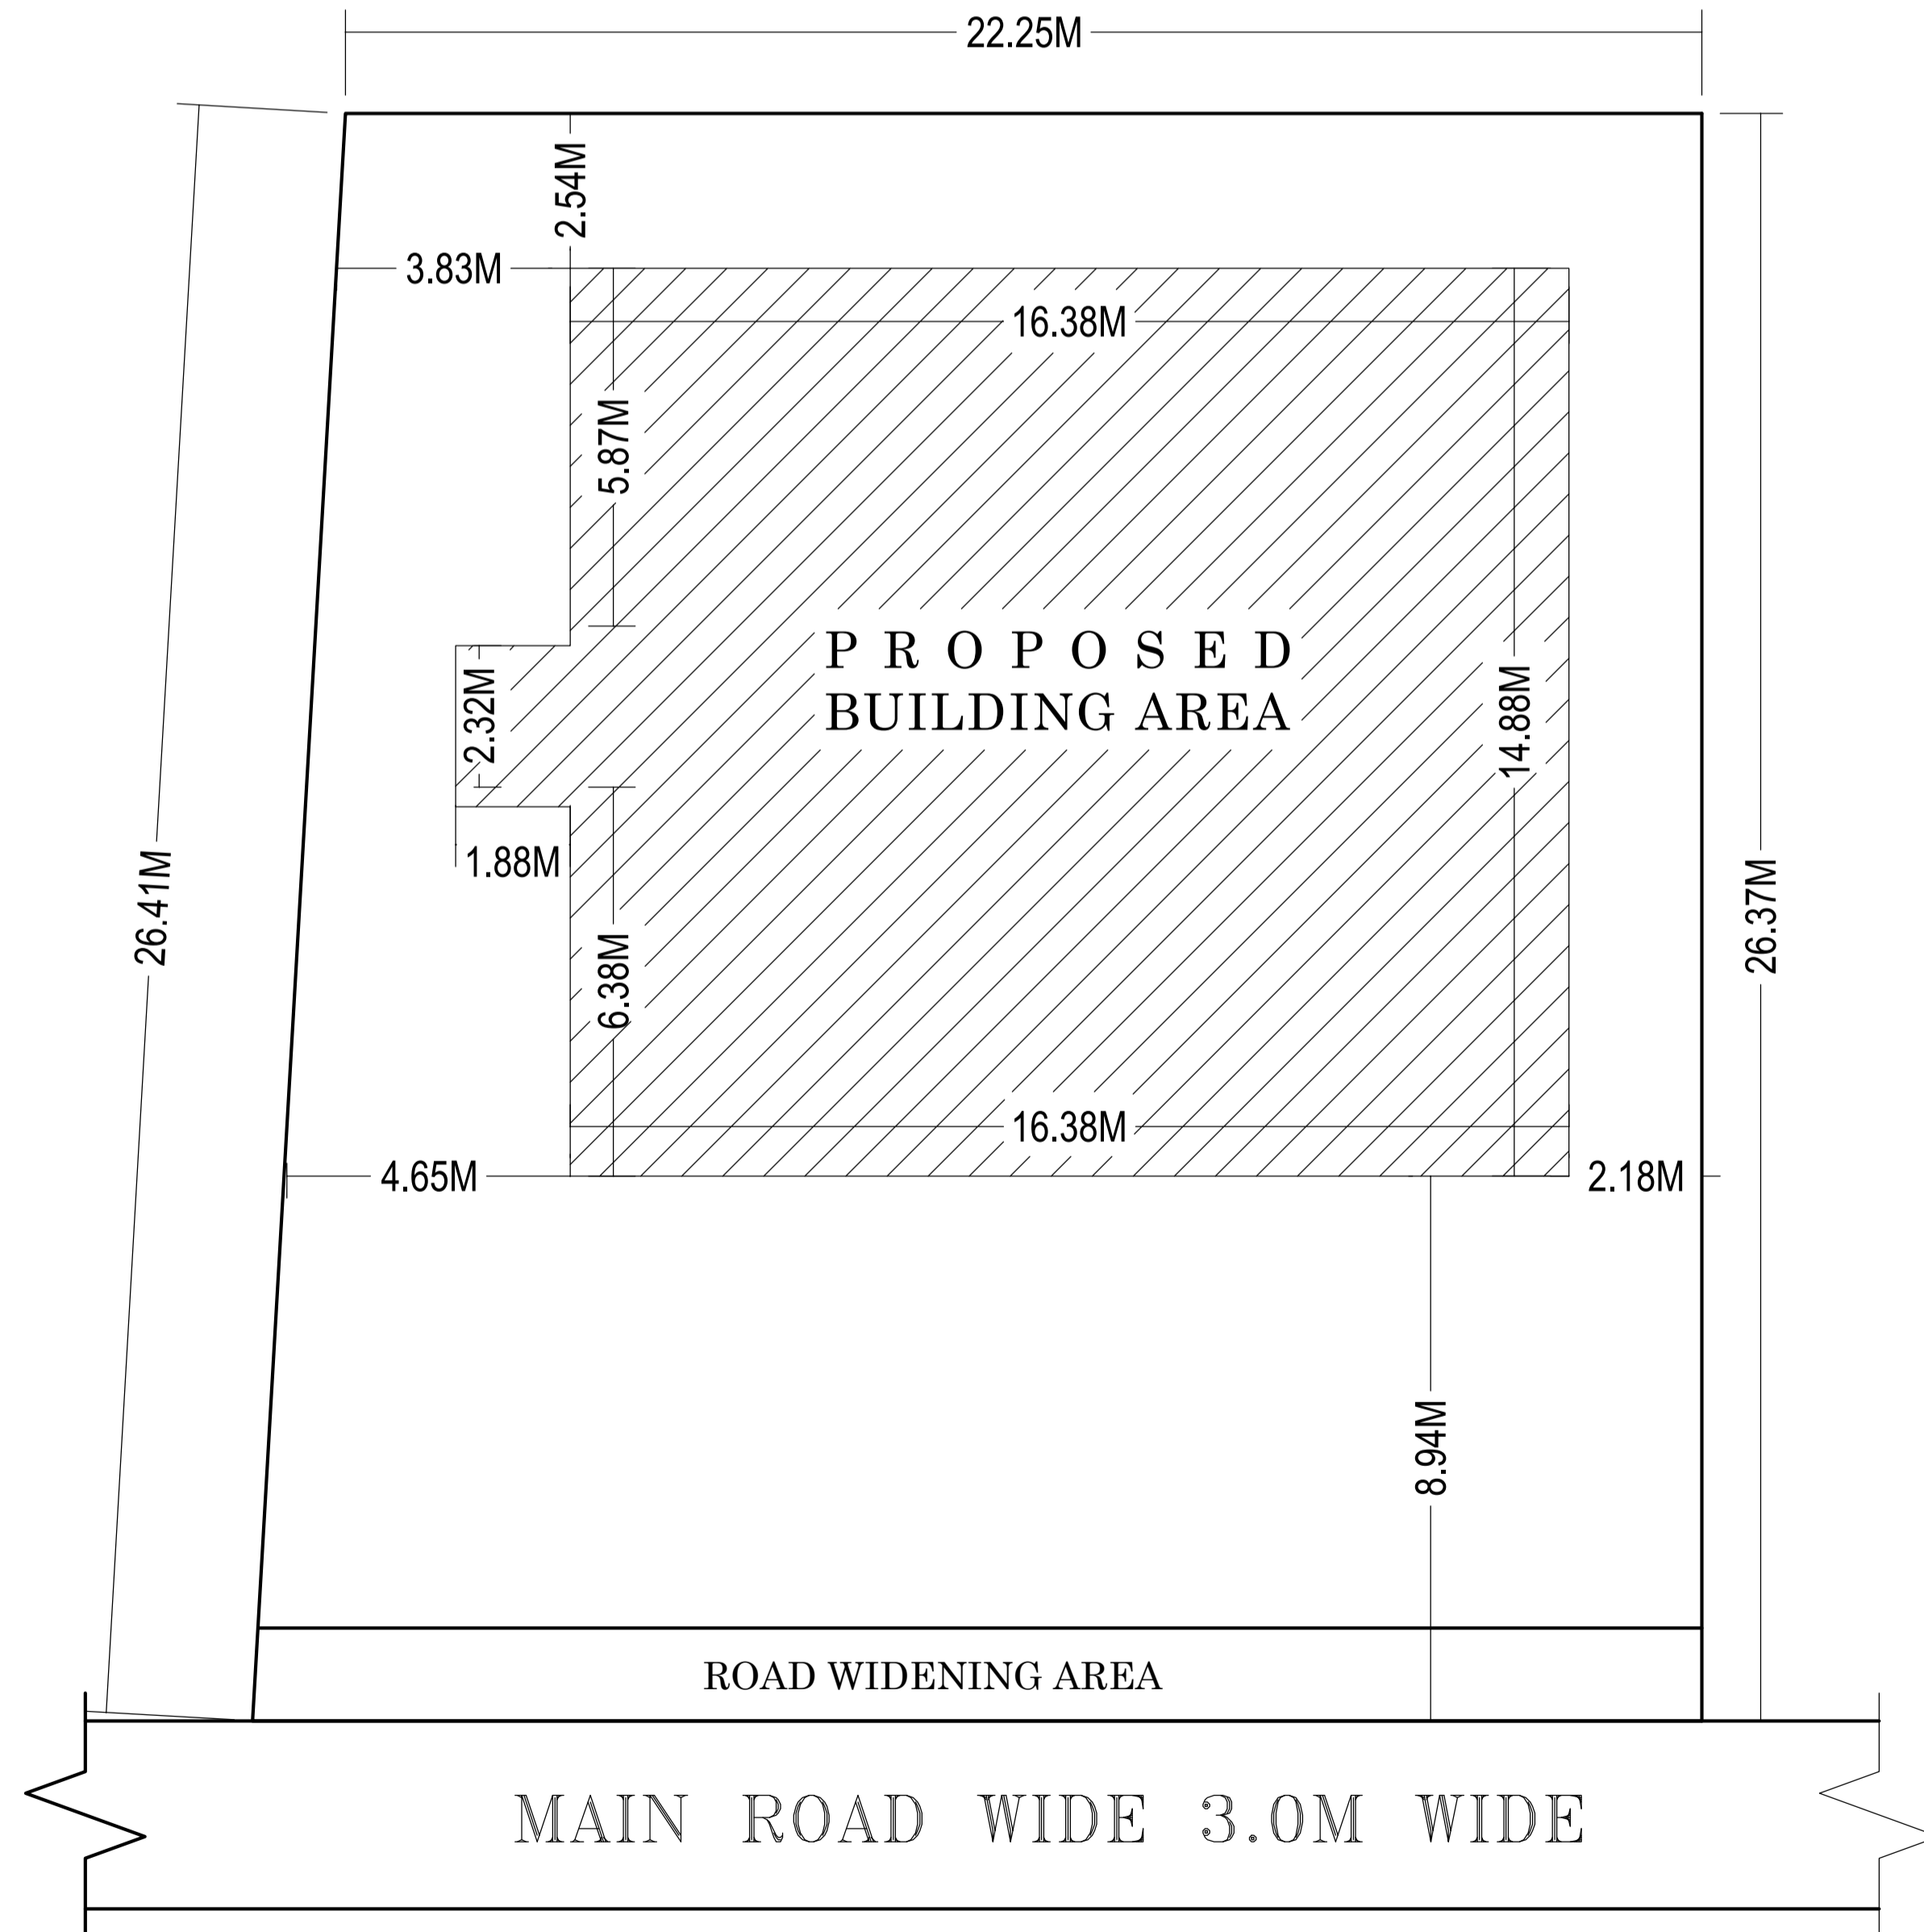 22.25M
2.54M
3.83M
16.38M
5.87M
PROPOSED
BUILDING AREA
2.32M
14.88M
1.88M
26.41M
26.37M
6.38M
16.38M
4.65M
2.18M
8.94M
ROAD WIDENING AREA
MAIN ROAD WIDE 3.0M WIDE